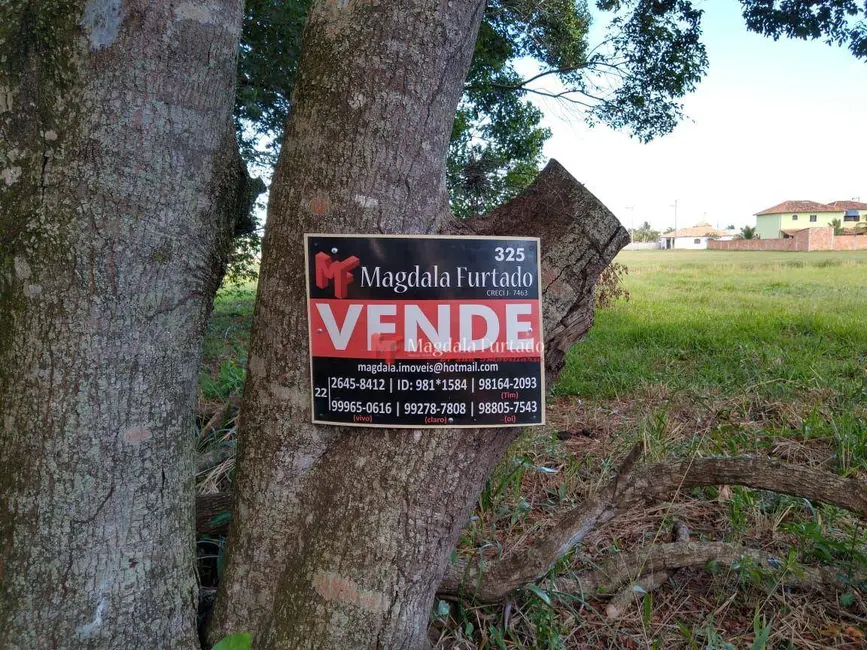 325
MF Magdala Furtado
CRECI J- 7463
VENDE
MF Magdala Furtado
magdala.imoveis@hotmail.com
22 2645-8412 | ID: 981*1584 | 98164-2093
(Tim)
99965-0616 | 99278-7808 | 98805-7543
(vivo) (claro) (oi)